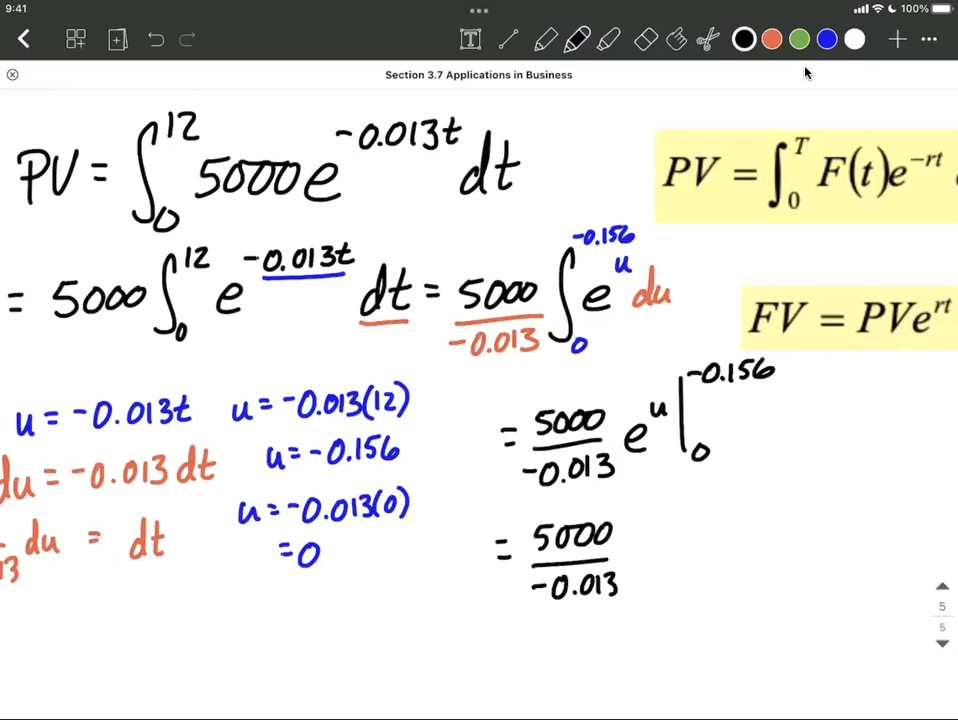 9:41 100%
Section 3.7 Applications in Business
PV = ∫₀¹² 5000e^(-0.013t) dt
PV = ∫₀ᵀ F(t)e^(-rt)
= 5000 ∫₀¹² e^(-0.013t) dt = 5000/-0.013 ∫₀^(-0.156) e^u du
FV = PVe^(rt)
u = -0.013t
du = -0.013 dt
du = dt
u = -0.013(12)
u = -0.156
u = -0.013(0)
= 0
= 5000/-0.013 e^u |₀^(-0.156)
= 5000/-0.013
5
5